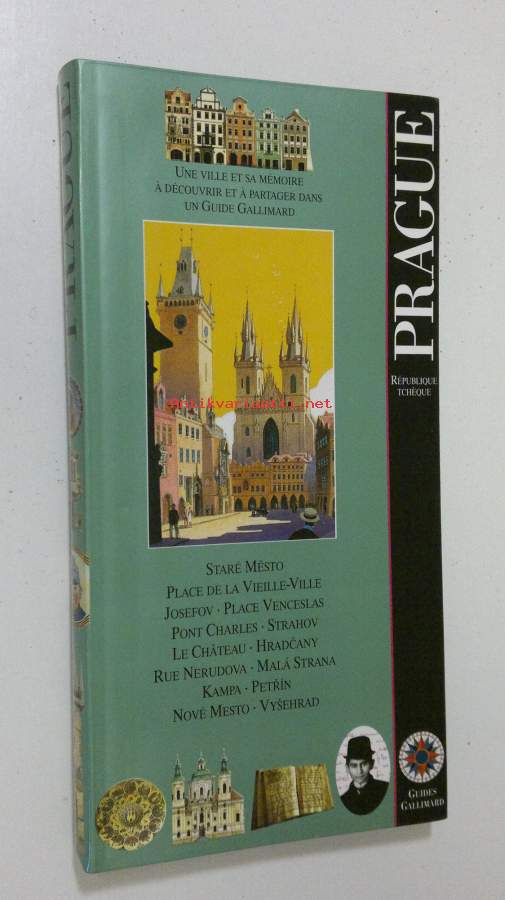 UNE VILLE ET SA MÉMOIRE
À DÉCOUVRIR ET À PARTAGER DANS
UN GUIDE GALLIMARD
PRAGUE
RÉPUBLIQUE
TCHÈQUE
Antikvariaatti.net
STARÉ MĚSTO
PLACE DE LA VIEILLE-VILLE
JOSEFOV · PLACE VENCESLAS
PONT CHARLES · STRAHOV
LE CHÂTEAU · HRADČANY
RUE NERUDOVA · MALÁ STRANA
KAMPA · PETŘÍN
NOVÉ MESTO · VYŠEHRAD
GUIDES
GALLIMARD
PRAGUE